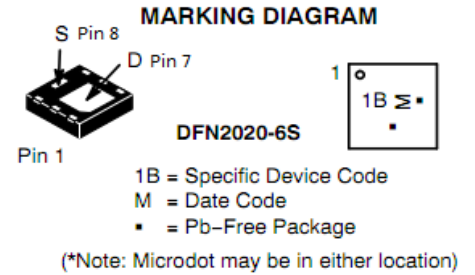 MARKING DIAGRAM
S Pin 8
D Pin 7
Pin 1
DFN2020-6S
1
1B M ▪
▪
1B = Specific Device Code
M = Date Code
▪ = Pb-Free Package
(*Note: Microdot may be in either location)